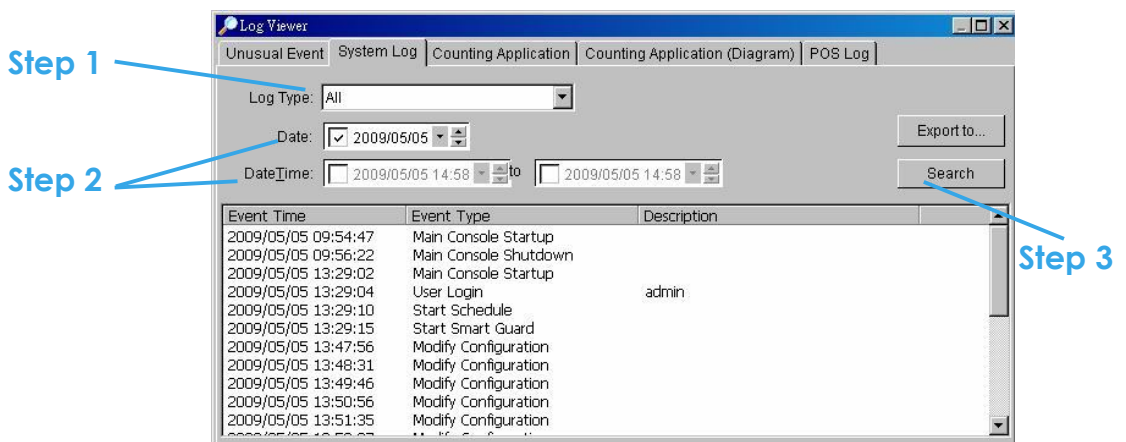 Log Viewer
Unusual Event System Log Counting Application Counting Application (Diagram) POS Log
Step 1
Log Type: All
Date: 2009/05/05
Export to...
Step 2
DateTime: 2009/05/05 14:58 to 2009/05/05 14:58
Search
Event Time Event Type Description
2009/05/05 09:54:47 Main Console Startup
2009/05/05 09:56:22 Main Console Shutdown
Step 3
2009/05/05 13:29:02 Main Console Startup
2009/05/05 13:29:04 User Login admin
2009/05/05 13:29:10 Start Schedule
2009/05/05 13:29:15 Start Smart Guard
2009/05/05 13:47:56 Modify Configuration
2009/05/05 13:48:31 Modify Configuration
2009/05/05 13:49:46 Modify Configuration
2009/05/05 13:50:56 Modify Configuration
2009/05/05 13:51:35 Modify Configuration